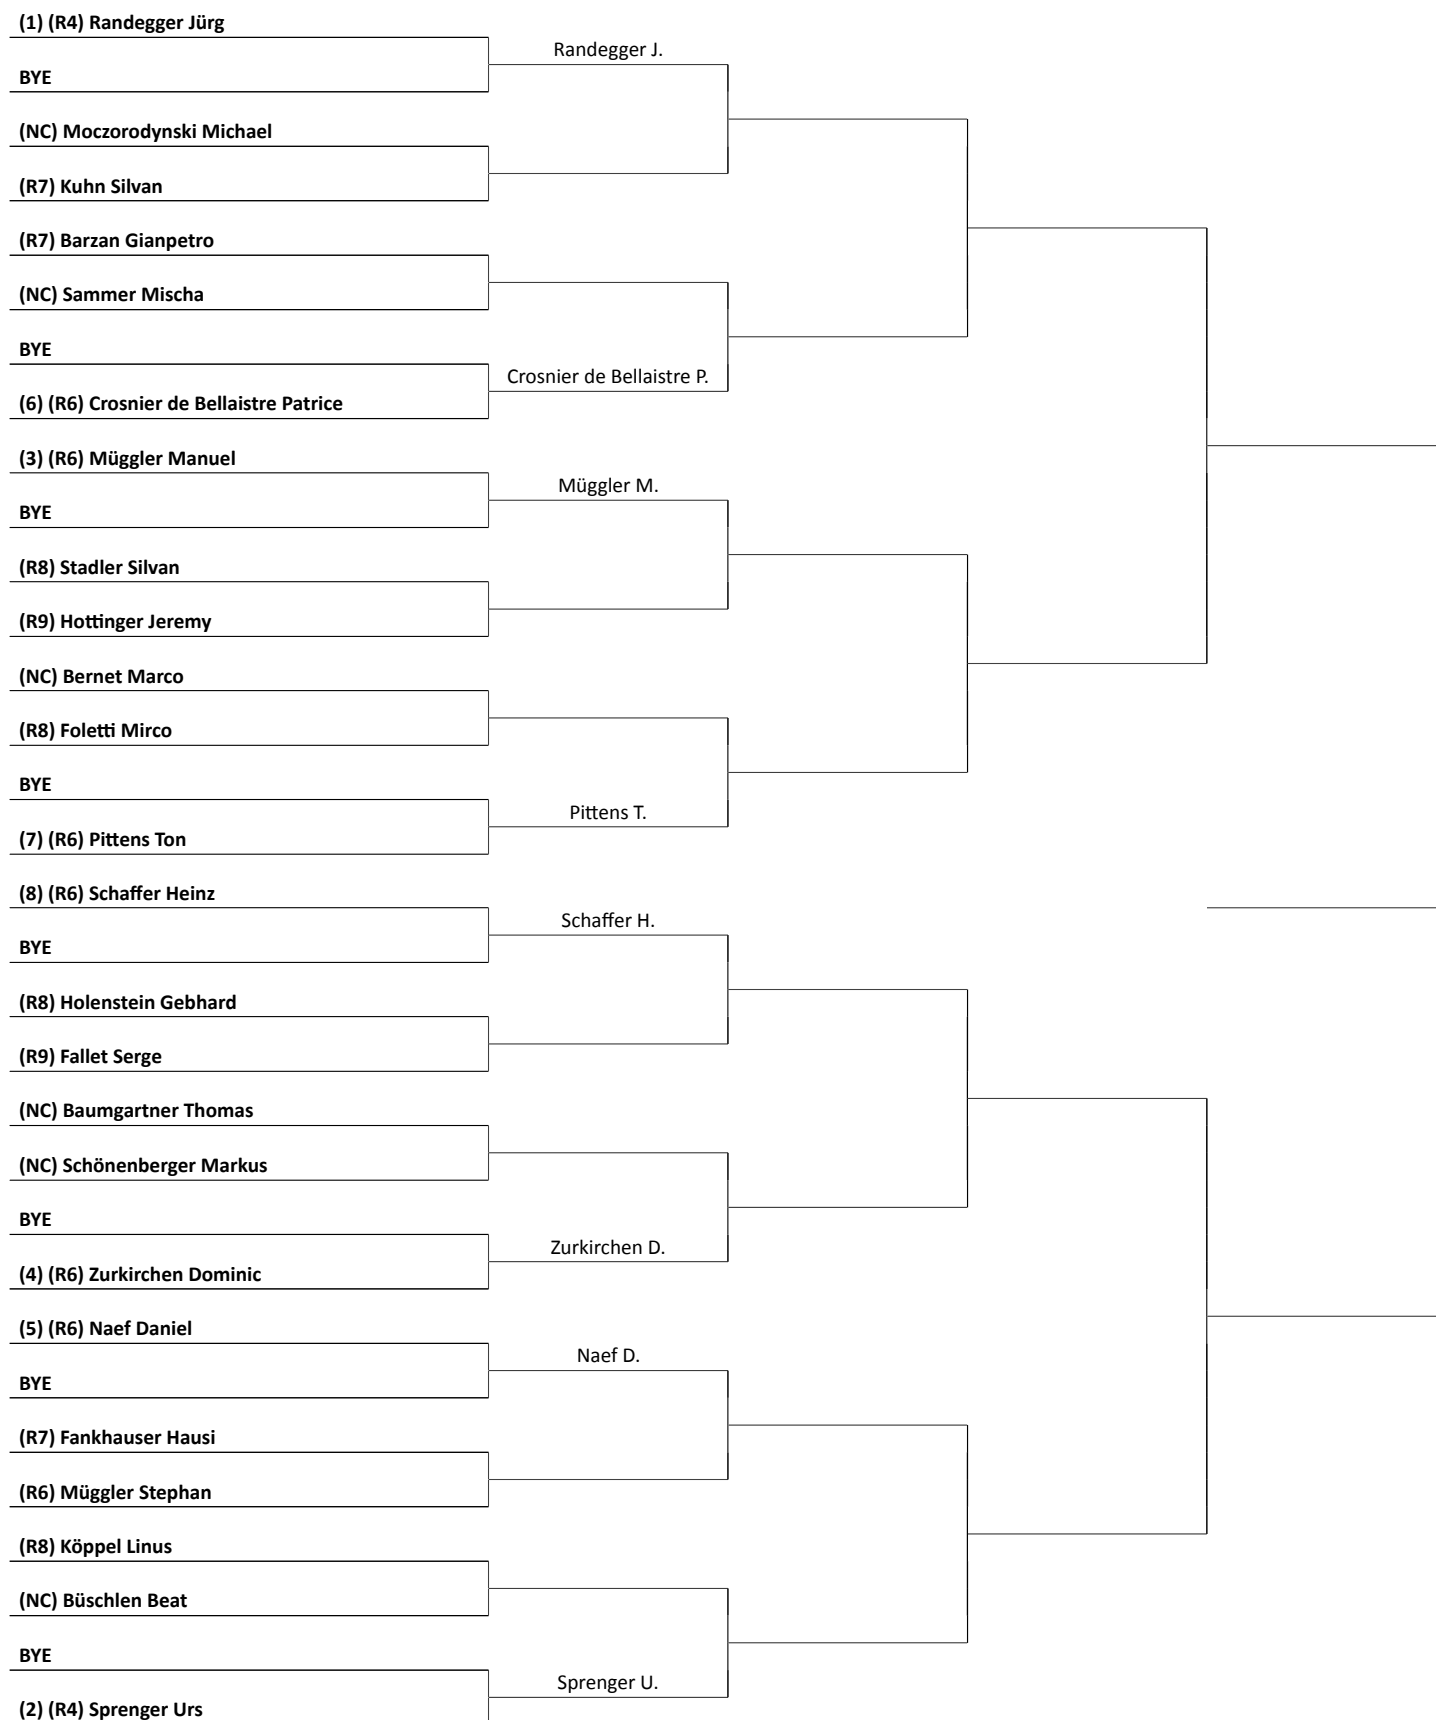 (1) (R4) Randegger Jürg
Randegger J.
BYE
(NC) Moczorodynski Michael
(R7) Kuhn Silvan
(R7) Barzan Gianpetro
(NC) Sammer Mischa
BYE
Crosnier de Bellaistre P.
(6) (R6) Crosnier de Bellaistre Patrice
(3) (R6) Müggler Manuel
Müggler M.
BYE
(R8) Stadler Silvan
(R9) Hottinger Jeremy
(NC) Bernet Marco
(R8) Foletti Mirco
BYE
Pittens T.
(7) (R6) Pittens Ton
(8) (R6) Schaffer Heinz
Schaffer H.
BYE
(R8) Holenstein Gebhard
(R9) Fallet Serge
(NC) Baumgartner Thomas
(NC) Schönenberger Markus
BYE
Zurkirchen D.
(4) (R6) Zurkirchen Dominic
(5) (R6) Naef Daniel
Naef D.
BYE
(R7) Fankhauser Hausi
(R6) Müggler Stephan
(R8) Köppel Linus
(NC) Büschlen Beat
BYE
Sprenger U.
(2) (R4) Sprenger Urs